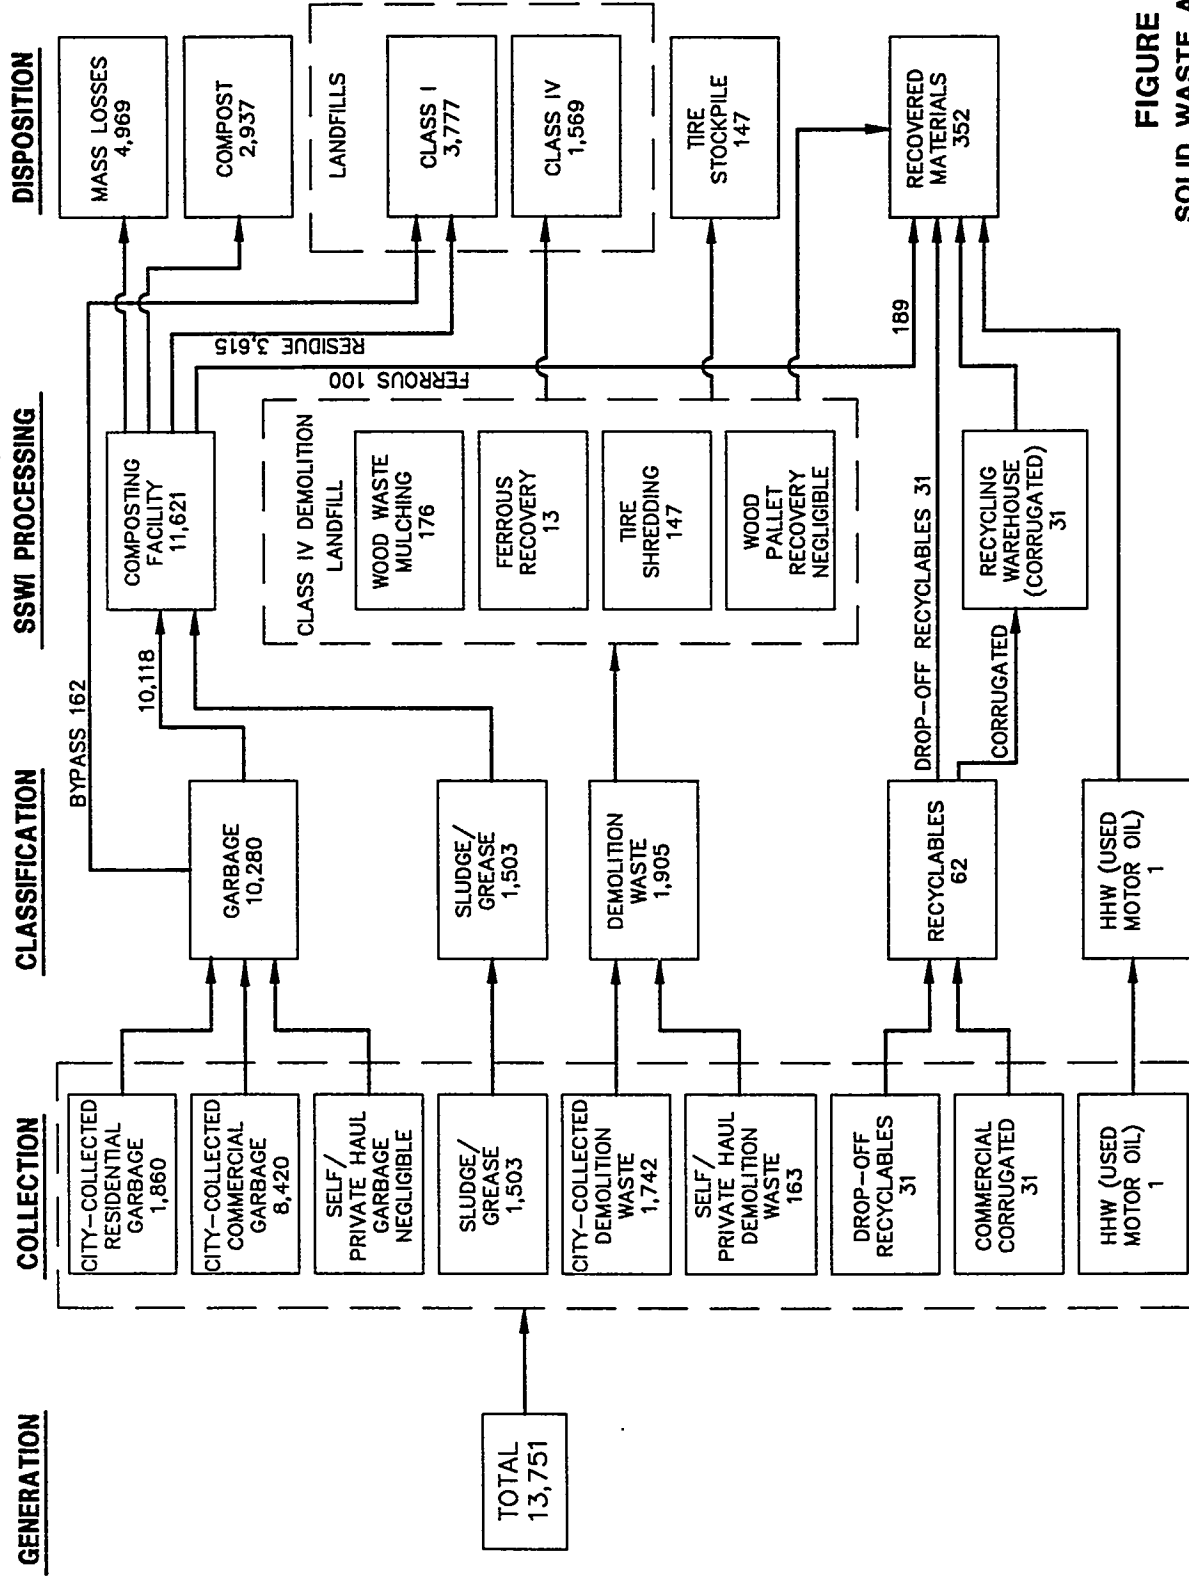 GENERATION
COLLECTION
CLASSIFICATION
SSWI PROCESSING
DISPOSITION
TOTAL
13,751
CITY-COLLECTED
RESIDENTIAL
GARBAGE
1,860
CITY-COLLECTED
COMMERCIAL
GARBAGE
8,420
SELF/
PRIVATE HAUL
GARBAGE
NEGLIGIBLE
SLUDGE/
GREASE
1,503
CITY-COLLECTED
DEMOLITION
WASTE
1,742
SELF/
PRIVATE HAUL
DEMOLITION
WASTE
163
DROP-OFF
RECYCLABLES
31
COMMERCIAL
CORRUGATED
31
HHW (USED
MOTOR OIL)
1
GARBAGE
10,280
SLUDGE/
GREASE
1,503
DEMOLITION
WASTE
1,905
RECYCLABLES
62
HHW (USED
MOTOR OIL)
1
BYPASS 162
10,118
DROP-OFF RECYCLABLES 31
CORRUGATED
COMPOSTING
FACILITY
11,621
CLASS IV DEMOLITION
LANDFILL
WOOD WASTE
MULCHING
176
FERROUS
RECOVERY
13
TIRE
SHREDDING
147
WOOD
PALLET
RECOVERY
NEGLIGIBLE
RECYCLING
WAREHOUSE
(CORRUGATED)
31
RESIDUE 3,615
FERROUS 100
189
MASS LOSSES
4,969
COMPOST
2,937
LANDFILLS
CLASS I
3,777
CLASS IV
1,569
TIRE
STOCKPILE
147
RECOVERED
MATERIALS
352
FIGURE
SOLID WASTE